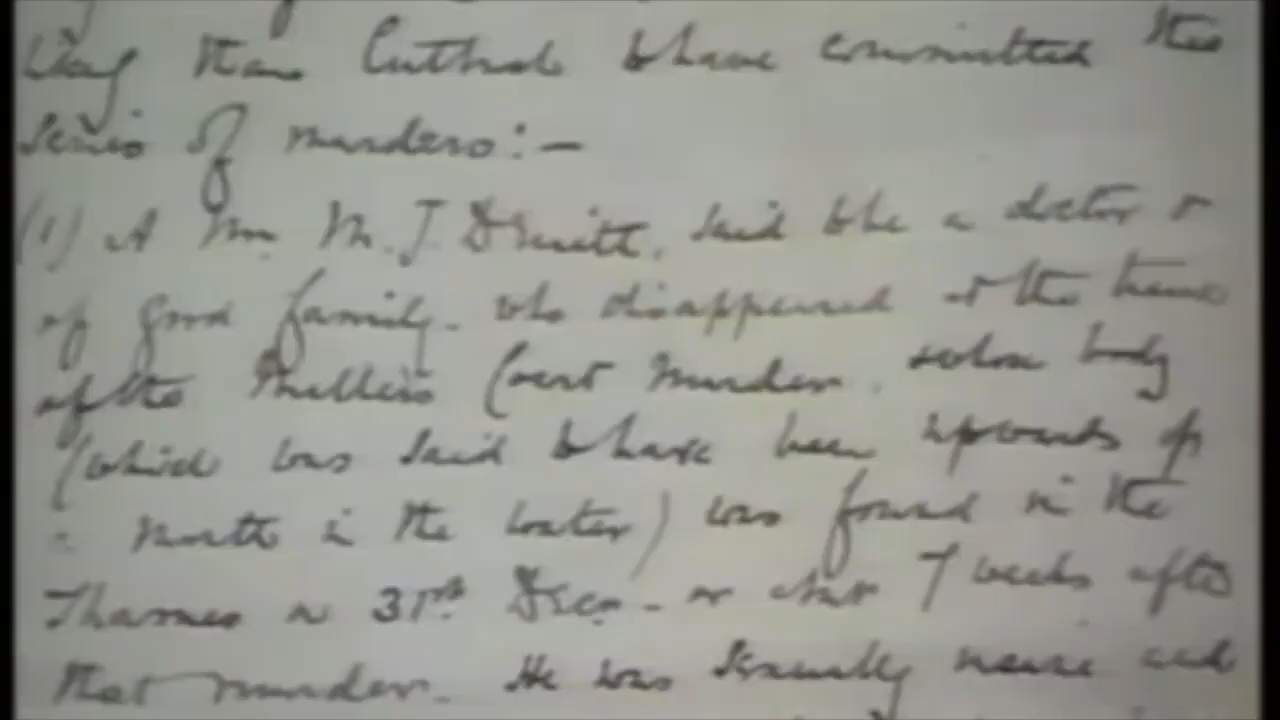 likely than Cutbush to have committed this
series of murders:—
(1) A Mr. M. J. Druitt, said to be a doctor &
of good family, who disappeared at the time
of the Miller's Court murder, whose body
(which was said to have been upwards of
a month in the water) was found in the
Thames on 31st Decr. - or about 7 weeks after
that murder. He was sexually insane and